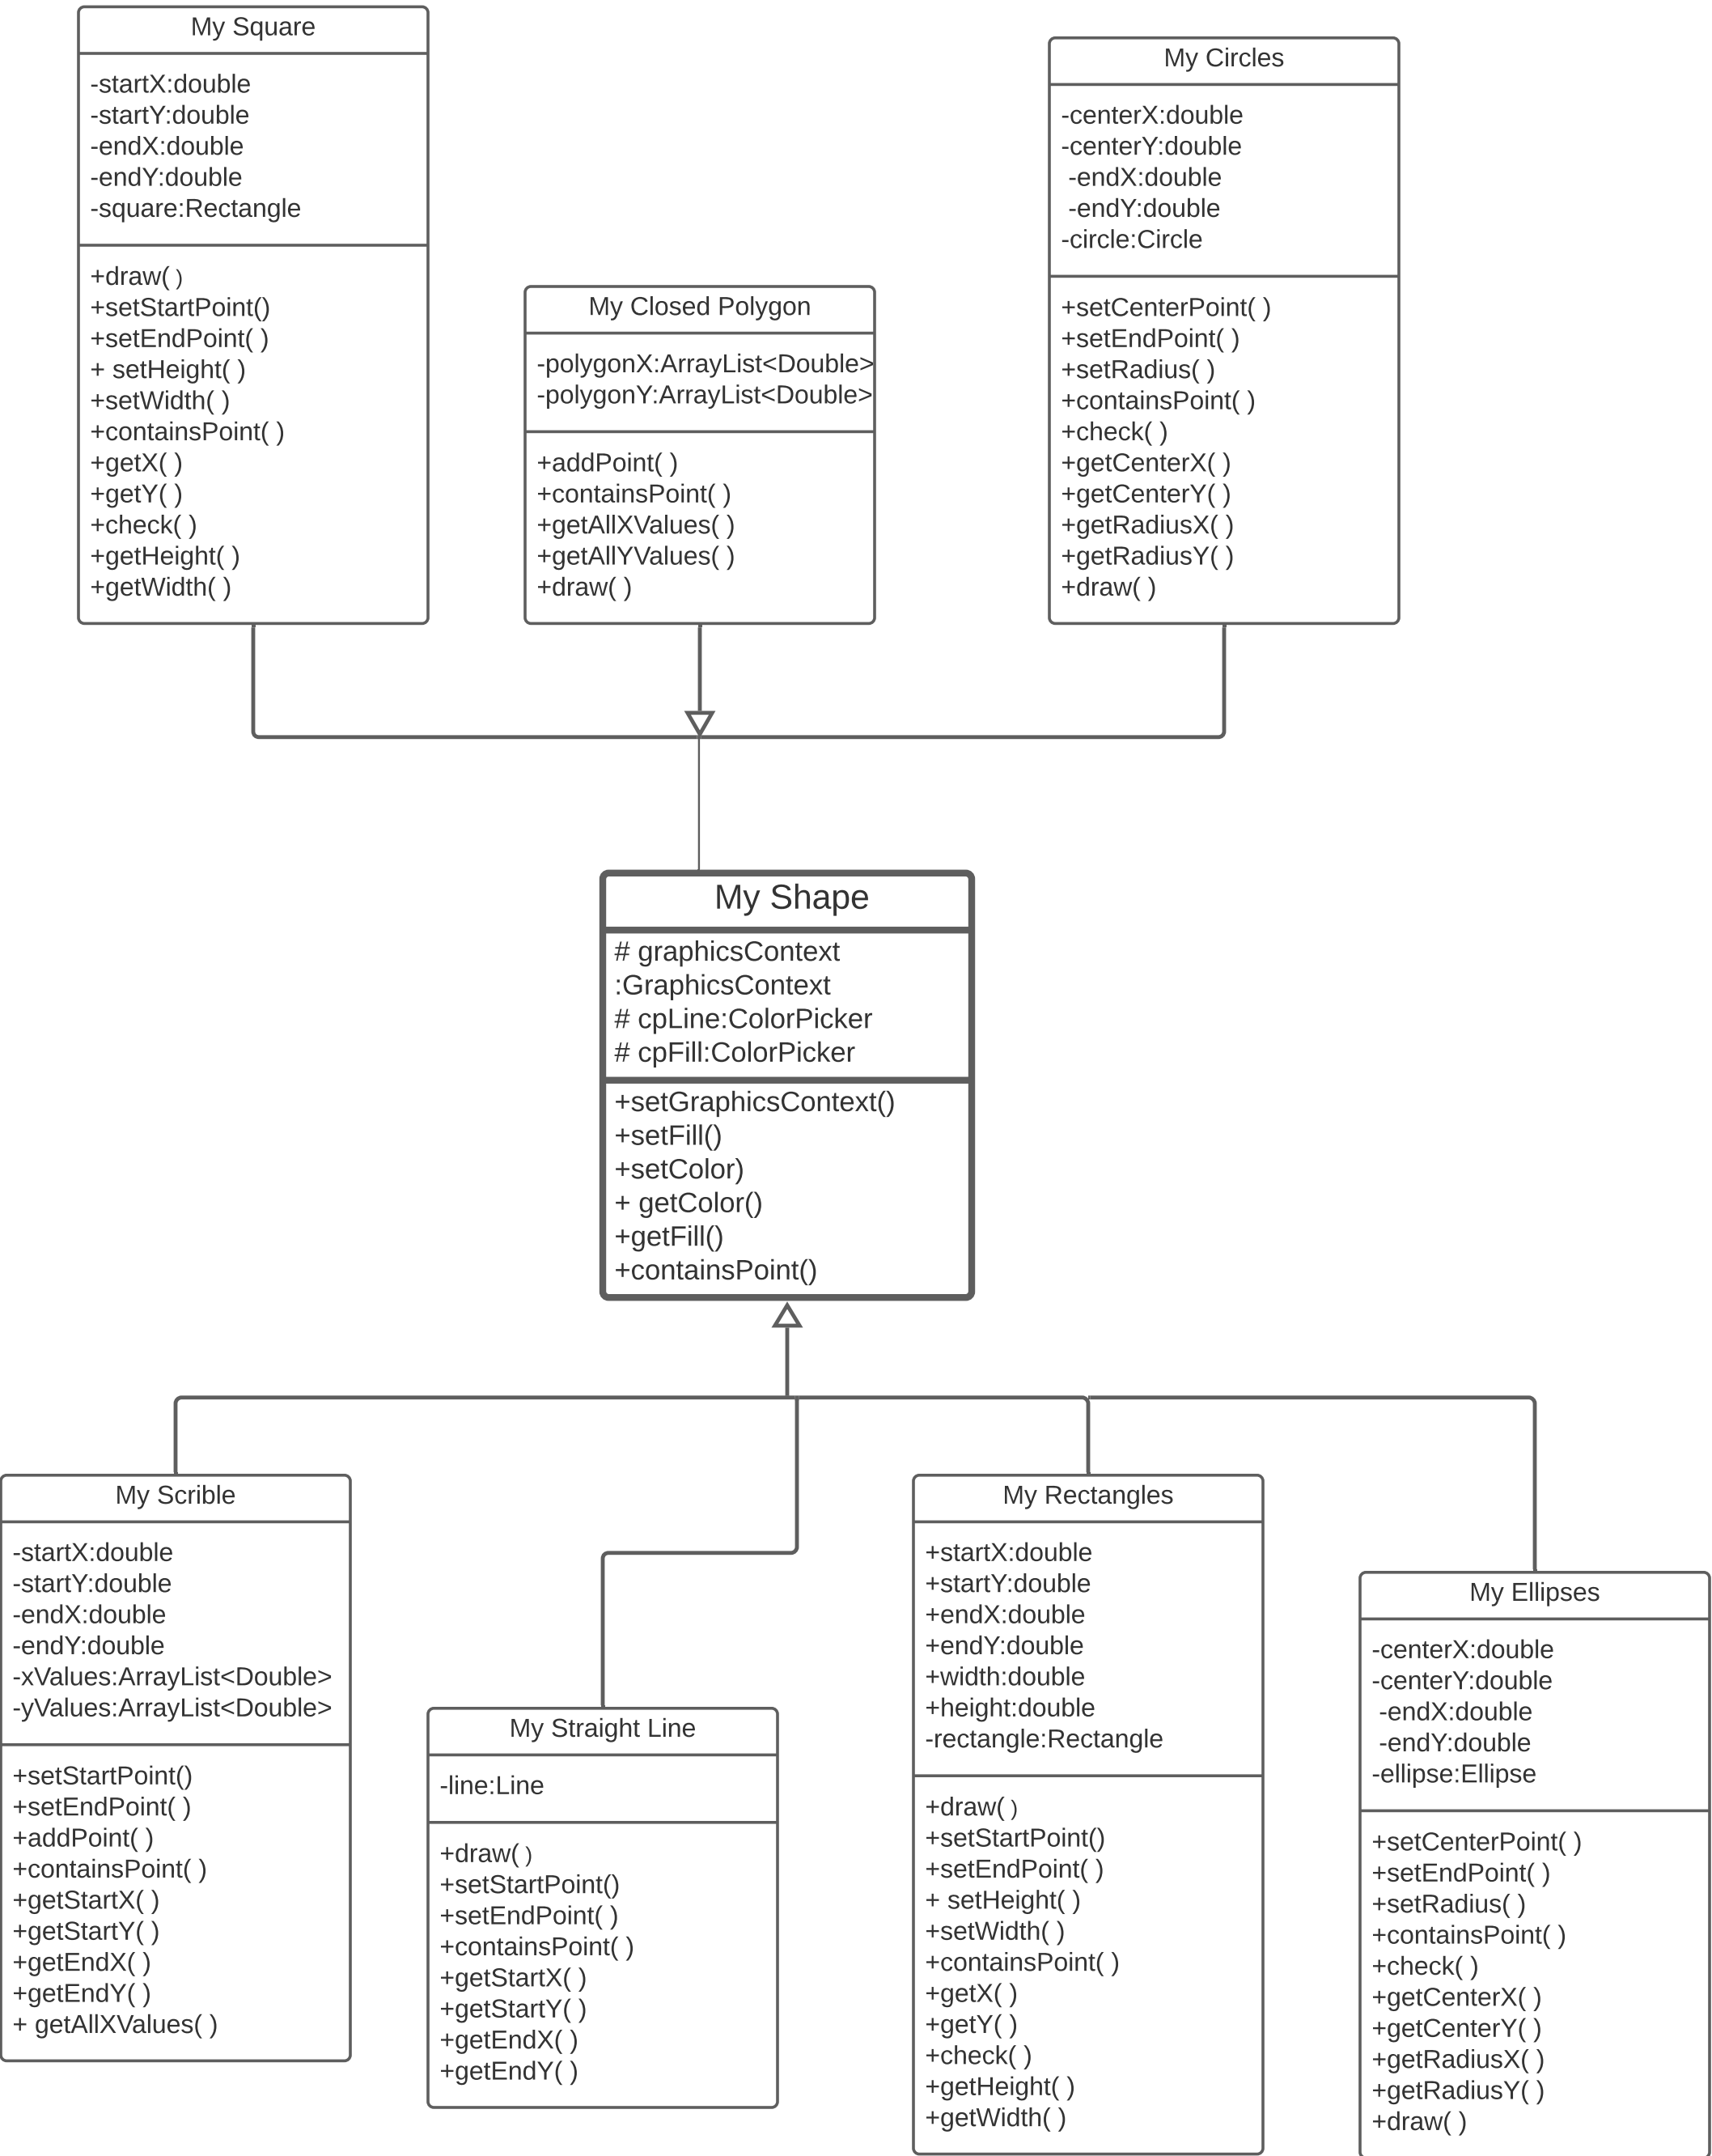 My Square
-startX:double
-startY:double
-endX:double
-endY:double
-square:Rectangle
+draw( )
+setStartPoint()
+setEndPoint( )
+ setHeight( )
+setWidth( )
+containsPoint( )
+getX( )
+getY( )
+check( )
+getHeight( )
+getWidth( )
My Closed Polygon
-polygonX:ArrayList<Double>
-polygonY:ArrayList<Double>
+addPoint( )
+containsPoint( )
+getAllXValues( )
+getAllYValues( )
+draw( )
My Circles
-centerX:double
-centerY:double
-endX:double
-endY:double
-circle:Circle
+setCenterPoint( )
+setEndPoint( )
+setRadius( )
+containsPoint( )
+check( )
+getCenterX( )
+getCenterY( )
+getRadiusX( )
+getRadiusY( )
+draw( )
My Shape
# graphicsContext
:GraphicsContext
# cpLine:ColorPicker
# cpFill:ColorPicker
+setGraphicsContext()
+setFill()
+setColor)
+ getColor()
+getFill()
+containsPoint()
My Scrible
-startX:double
-startY:double
-endX:double
-endY:double
-xValues:ArrayList<Double>
-yValues:ArrayList<Double>
+setStartPoint()
+setEndPoint( )
+addPoint( )
+containsPoint( )
+getStartX( )
+getStartY( )
+getEndX( )
+getEndY( )
+ getAllXValues( )
My Straight Line
-line:Line
+draw( )
+setStartPoint()
+setEndPoint( )
+containsPoint( )
+getStartX( )
+getStartY( )
+getEndX( )
+getEndY( )
My Rectangles
+startX:double
+startY:double
+endX:double
+endY:double
+width:double
+height:double
-rectangle:Rectangle
+draw( )
+setStartPoint()
+setEndPoint( )
+ setHeight( )
+setWidth( )
+containsPoint( )
+getX( )
+getY( )
+check( )
+getHeight( )
+getWidth( )
My Ellipses
-centerX:double
-centerY:double
-endX:double
-endY:double
-ellipse:Ellipse
+setCenterPoint( )
+setEndPoint( )
+setRadius( )
+containsPoint( )
+check( )
+getCenterX( )
+getCenterY( )
+getRadiusX( )
+getRadiusY( )
+draw( )